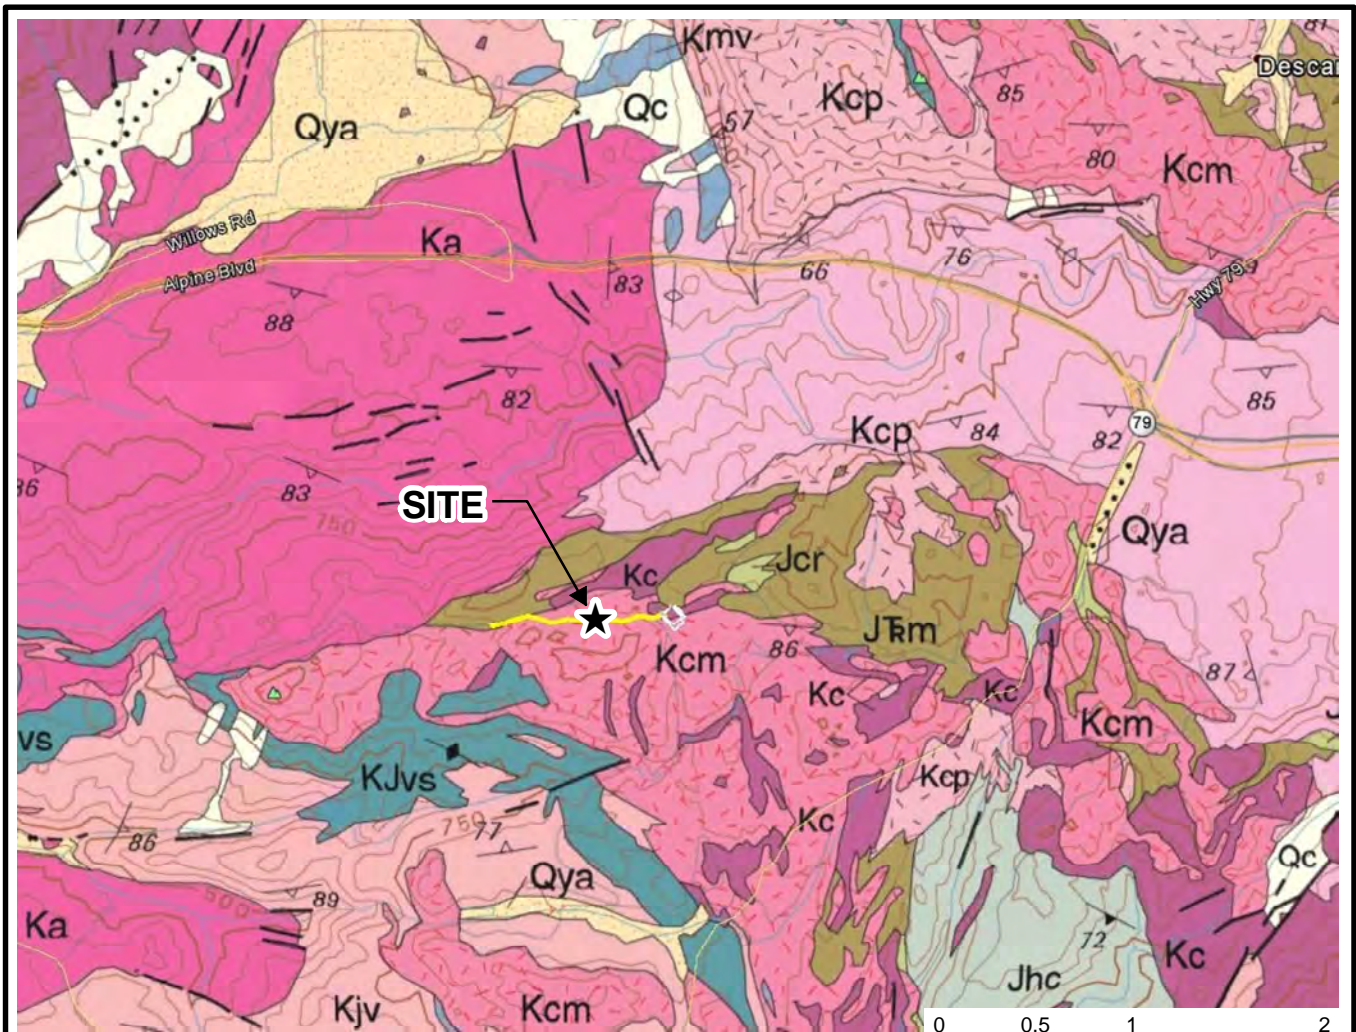 Kmv
Descan
Qya
Qc
57
Kcp
85
80
Kcm
Willows Rd
Ka
Alpine Blvd
83
66
76
Hwy 79
88
82
85
Kcp
84
82
79
86
83
SITE
750
Qya
Jcr
Kc
JTRm
Kcm
86
Kc
Kc
87
Kcm
vs
KJvs
Kcp
750
77
86
Kc
Qya
Qc
89
Ka
500
72
Kc
Jhc
Kjv
Kcm
0 0.5 1 2